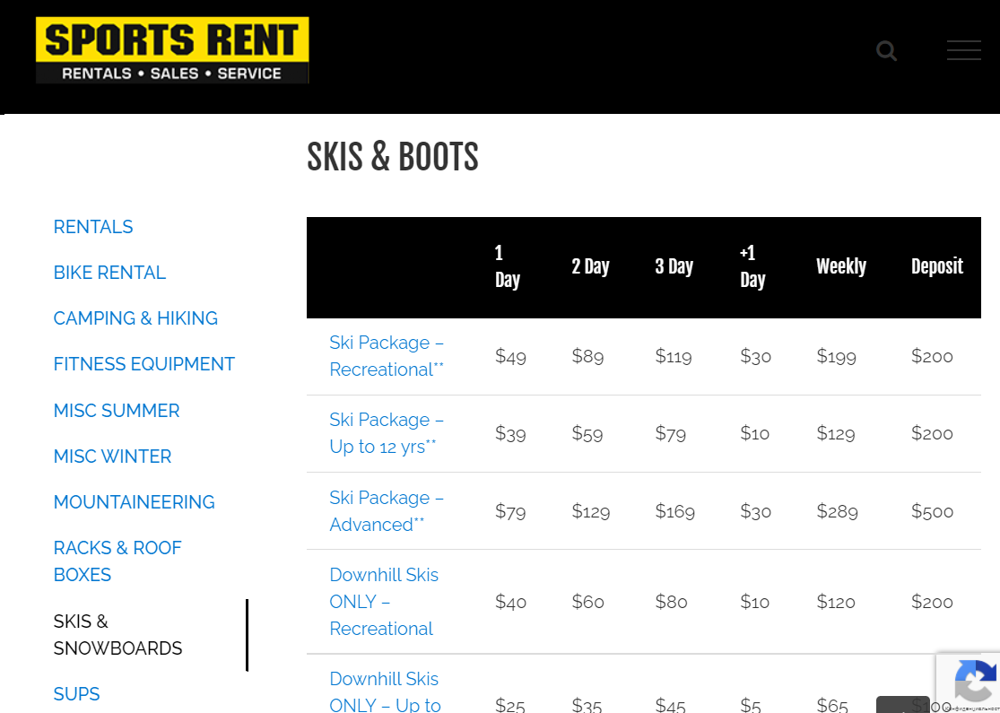 SPORTS RENT
RENTALS • SALES • SERVICE
SKIS & BOOTS
RENTALS
BIKE RENTAL
CAMPING & HIKING
FITNESS EQUIPMENT
MISC SUMMER
MISC WINTER
MOUNTAINEERING
RACKS & ROOF
BOXES
SKIS &
SNOWBOARDS
SUPS
1 Day 2 Day 3 Day +1 Day Weekly Deposit
Ski Package –
Recreational** $49 $89 $119 $30 $199 $200
Ski Package –
Up to 12 yrs** $39 $59 $79 $10 $129 $200
Ski Package –
Advanced** $79 $129 $169 $30 $289 $500
Downhill Skis
ONLY – $40 $60 $80 $10 $120 $200
Recreational
Downhill Skis
ONLY – Up to $25 $35 $45 $5 $65 $100